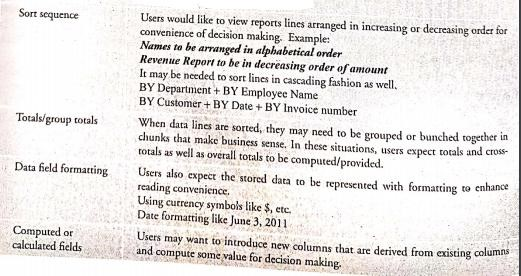 Sort sequence
Users would like to view reports lines arranged in increasing or decreasing order for
convenience of decision making. Example:
Names to be arranged in alphabetical order
Revenue Report to be in decreasing order of amount
It may be needed to sort lines in cascading fashion as well.
BY Department + BY Employee Name
BY Customer + BY Date + BY Invoice number
Totals/group totals
When data lines are sorted, they may need to be grouped or bunched together in
chunks that make business sense. In these situations, users expect totals and cross-
totals as well as overall totals to be computed/provided.
Data field formatting
Users also expect the stored data to be represented with formatting to enhance
reading convenience.
Using currency symbols like $, etc.
Date formatting like June 3, 2011
Computed or
calculated fields
Users may want to introduce new columns that are derived from existing columns
and compute some value for decision making.